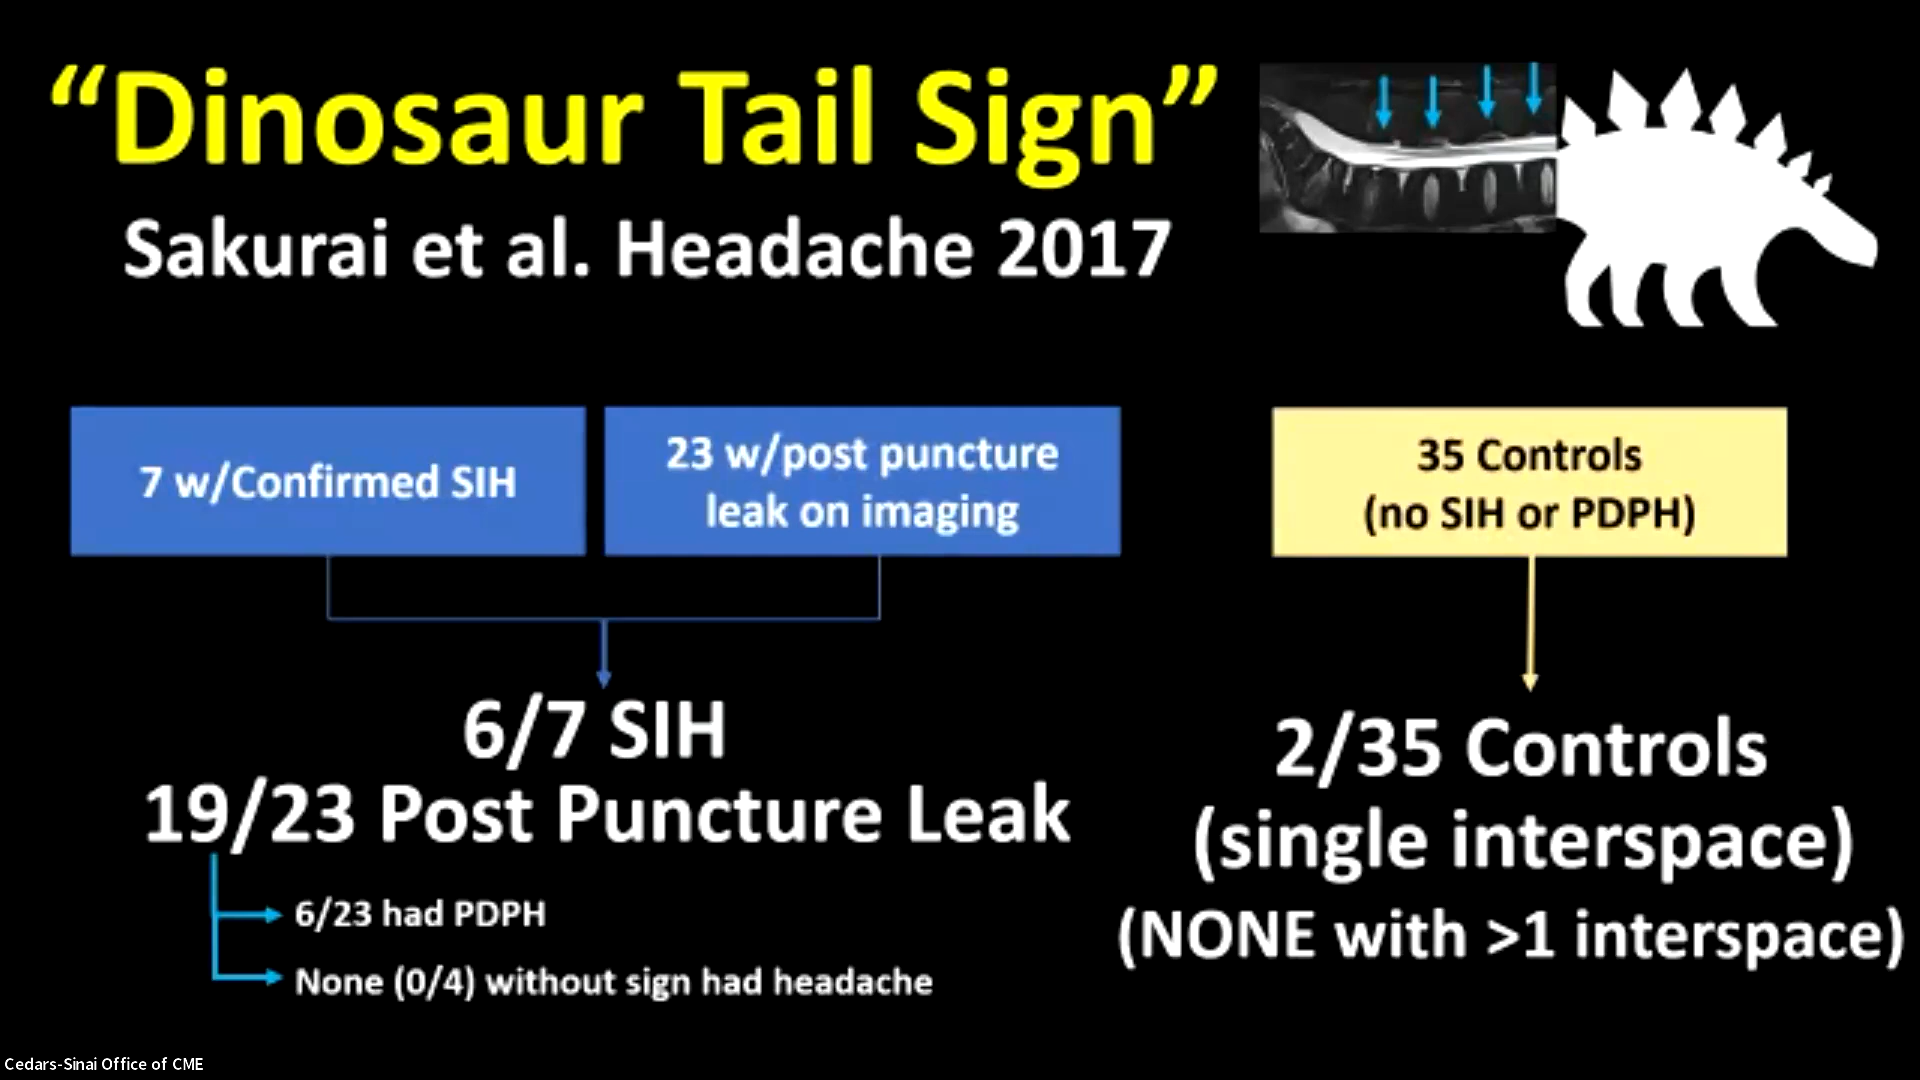 “Dinosaur Tail Sign”
Sakurai et al. Headache 2017
7 w/Confirmed SIH
23 w/post puncture
leak on imaging
35 Controls
(no SIH or PDPH)
6/7 SIH
19/23 Post Puncture Leak
6/23 had PDPH
None (0/4) without sign had headache
2/35 Controls
(single interspace)
(NONE with >1 interspace)
Cedars-Sinai Office of CME